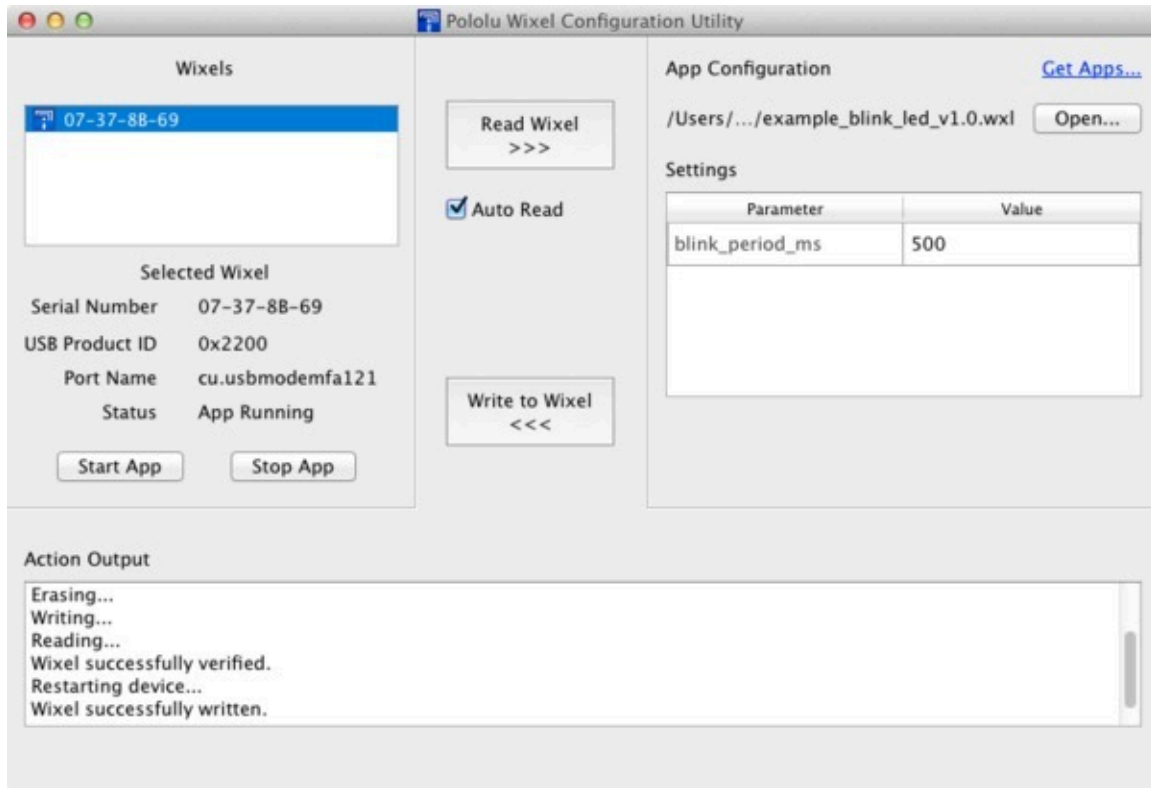 Pololu Wixel Configuration Utility
Wixels
07-37-8B-69
Selected Wixel
Serial Number 07-37-8B-69
USB Product ID 0x2200
Port Name cu.usbmodemfa121
Status App Running
Start App Stop App
Read Wixel
>>>
Auto Read
Write to Wixel
<<<
App Configuration Get Apps...
/Users/.../example_blink_led_v1.0.wxl Open...
Settings
Parameter Value
blink_period_ms 500
Action Output
Erasing...
Writing...
Reading...
Wixel successfully verified.
Restarting device...
Wixel successfully written.